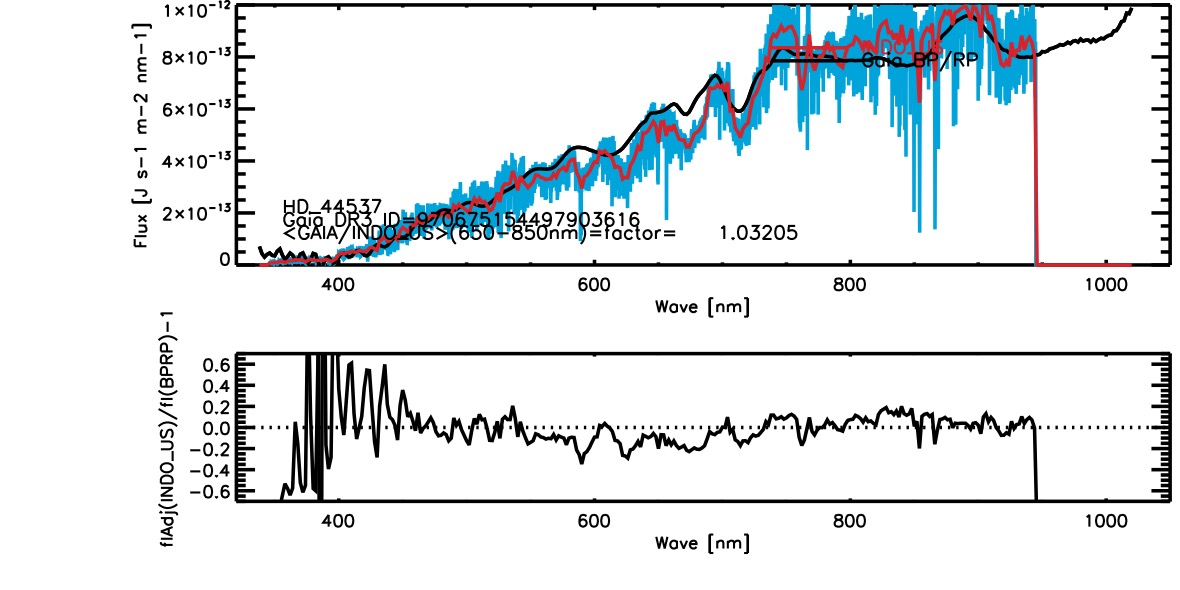 1×10⁻¹²
8×10⁻¹³
6×10⁻¹³
4×10⁻¹³
2×10⁻¹³
0
Flux [J s−1 m−2 nm−1]
Gaia BP/RP
HD_44537
Gaia DR3 ID=970675154497903616
<GAIA/INDO_US>(650−850nm)=factor= 1.03205
400 600 800 1000
Wave [nm]
flAdj(INDO_US)/fl(BPRP)−1
0.6
0.4
0.2
0.0
−0.2
−0.4
−0.6
400 600 800 1000
Wave [nm]